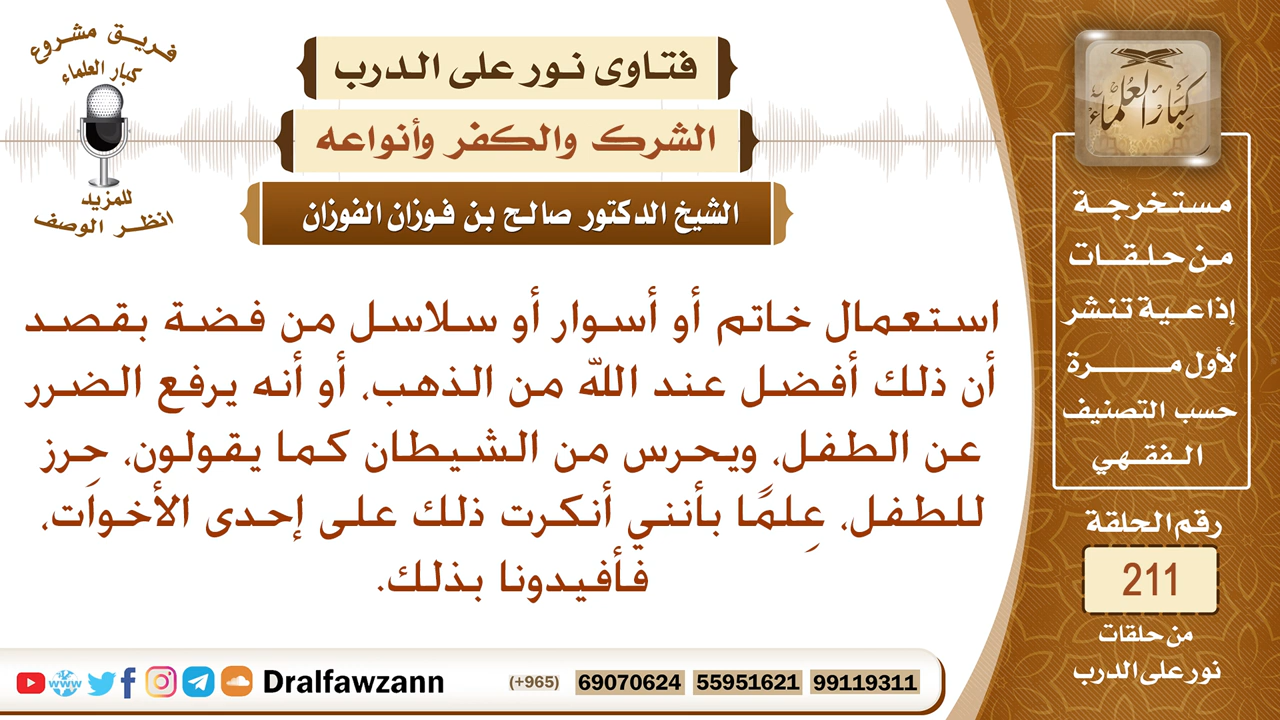 فريق مشروع
كبار العلماء
للمزيد
انظر الوصف
فتاوى نور على الدرب
الشرك والكفر وأنواعه
الشيخ الدكتور صالح بن فوزان الفوزان
استعمال خاتم أو أسوار أو سلاسل من فضة بقصد
أن ذلك أفضل عند الله من الذهب، أو أنه يرفع الضرر
عن الطفل، ويحرس من الشيطان كما يقولون، حِرز
للطفل، عِلمًا بأنني أنكرت ذلك على إحدى الأخوات،
فأفيدونا بذلك.
كبار العلماء
مستخرجة
من حلقات
إذاعية تنشر
لأول مرة
حسب التصنيف
الفقهي
رقم الحلقة
211
من حلقات
نور على الدرب
www
Dralfawzann
(+965)
69070624
55951621
99119311